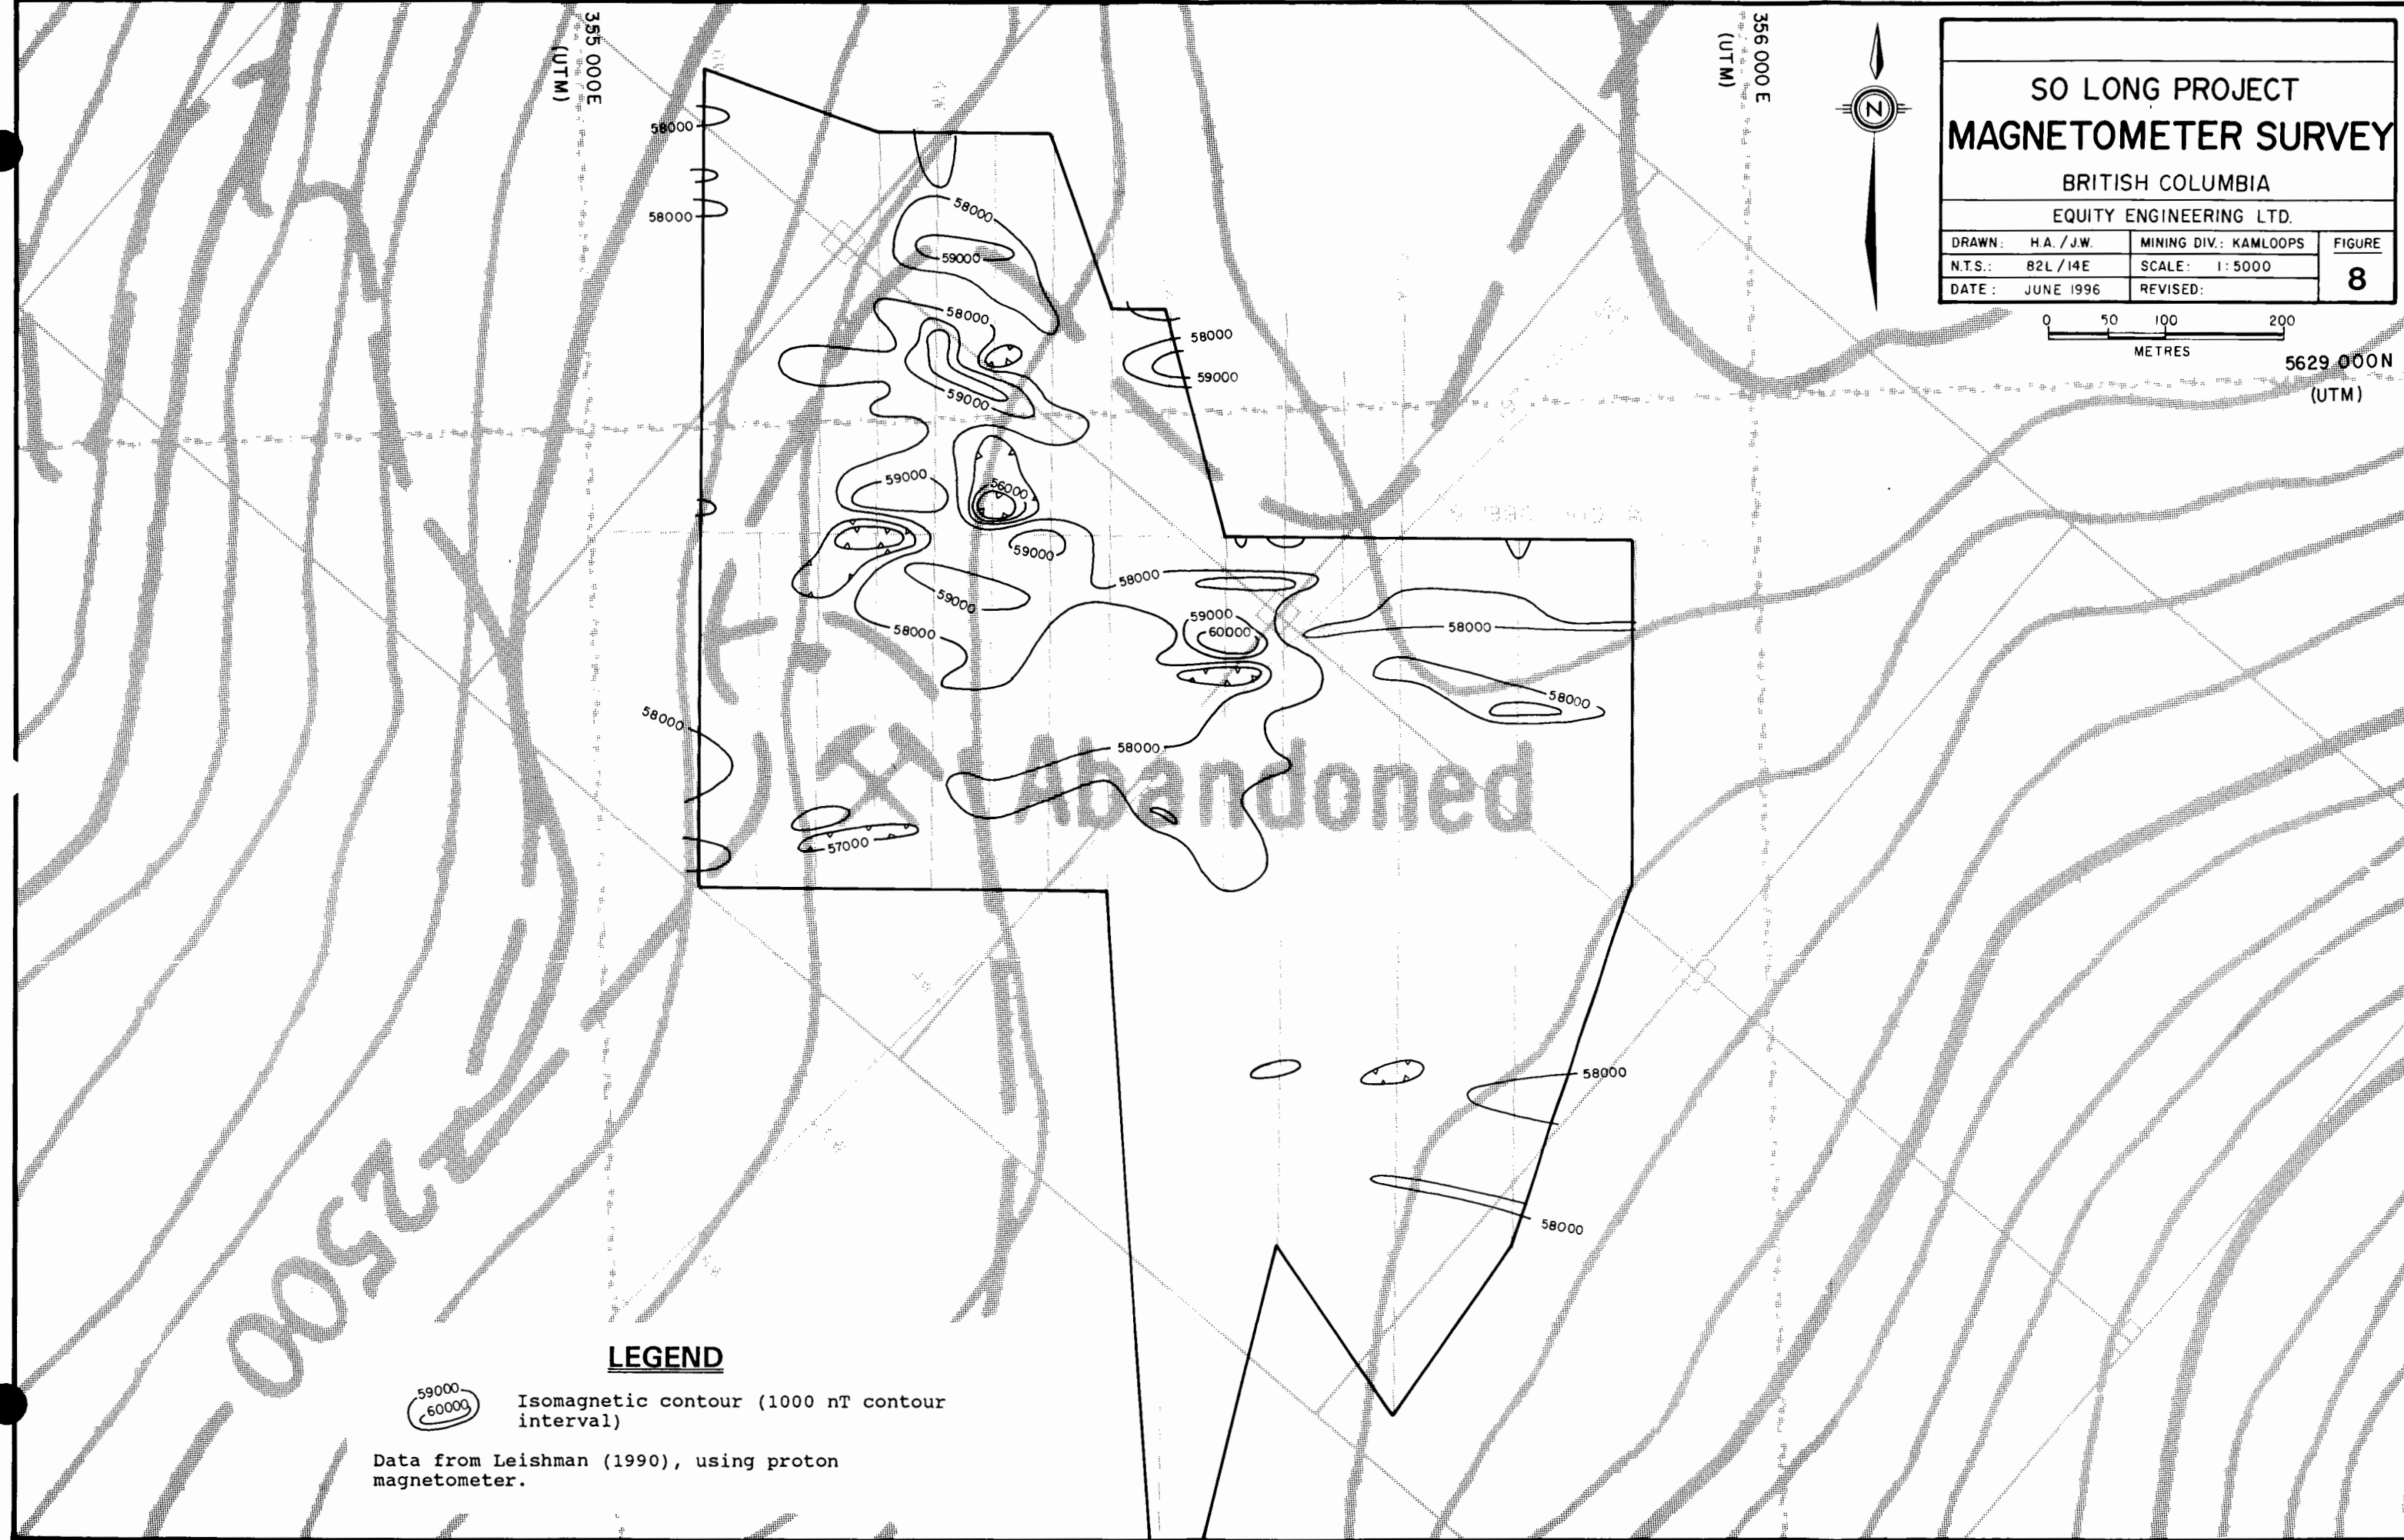 355 000E
(UTM)
356 000 E
(UTM)
N
SO LONG PROJECT
MAGNETOMETER SURVEY
BRITISH COLUMBIA
EQUITY ENGINEERING LTD.
DRAWN: H.A. / J.W.
MINING DIV.: KAMLOOPS
FIGURE
N.T.S.: 82L / 14E
SCALE: 1 : 5000
8
DATE: JUNE 1996
REVISED:
0 50 100 200
METRES
5629 000 N
(UTM)
58000
58000
58000
59000
58000
58000
59000
59000
59000
56000
59000
58000
59000
59000
60000
58000
58000
58000
58000
58000
57000
Abandoned
58000
58000
2500
LEGEND
59000
60000
Isomagnetic contour (1000 nT contour
interval)
Data from Leishman (1990), using proton
magnetometer.